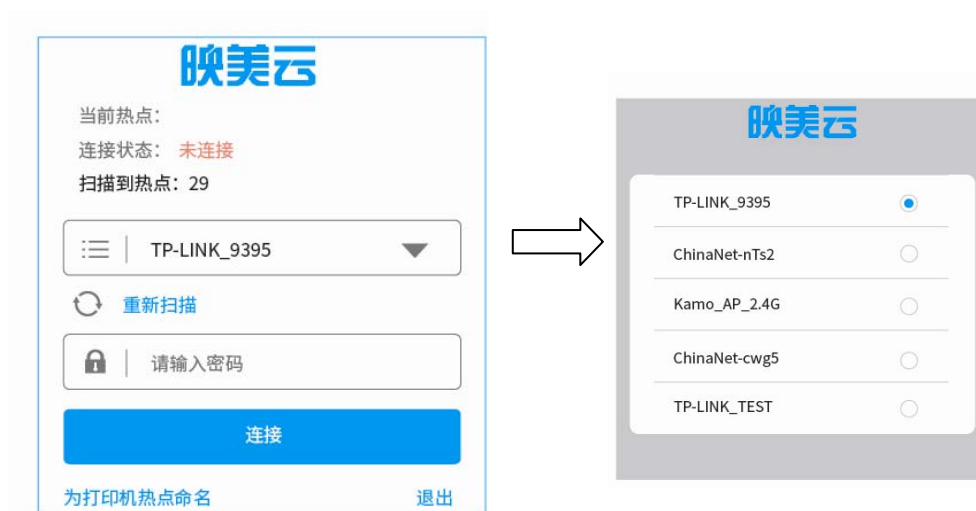 映美云
当前热点：
连接状态： 未连接
扫描到热点：29
TP-LINK_9395
重新扫描
请输入密码
连接
为打印机热点命名 退出
映美云
TP-LINK_9395
ChinaNet-nTs2
Kamo_AP_2.4G
ChinaNet-cwg5
TP-LINK_TEST